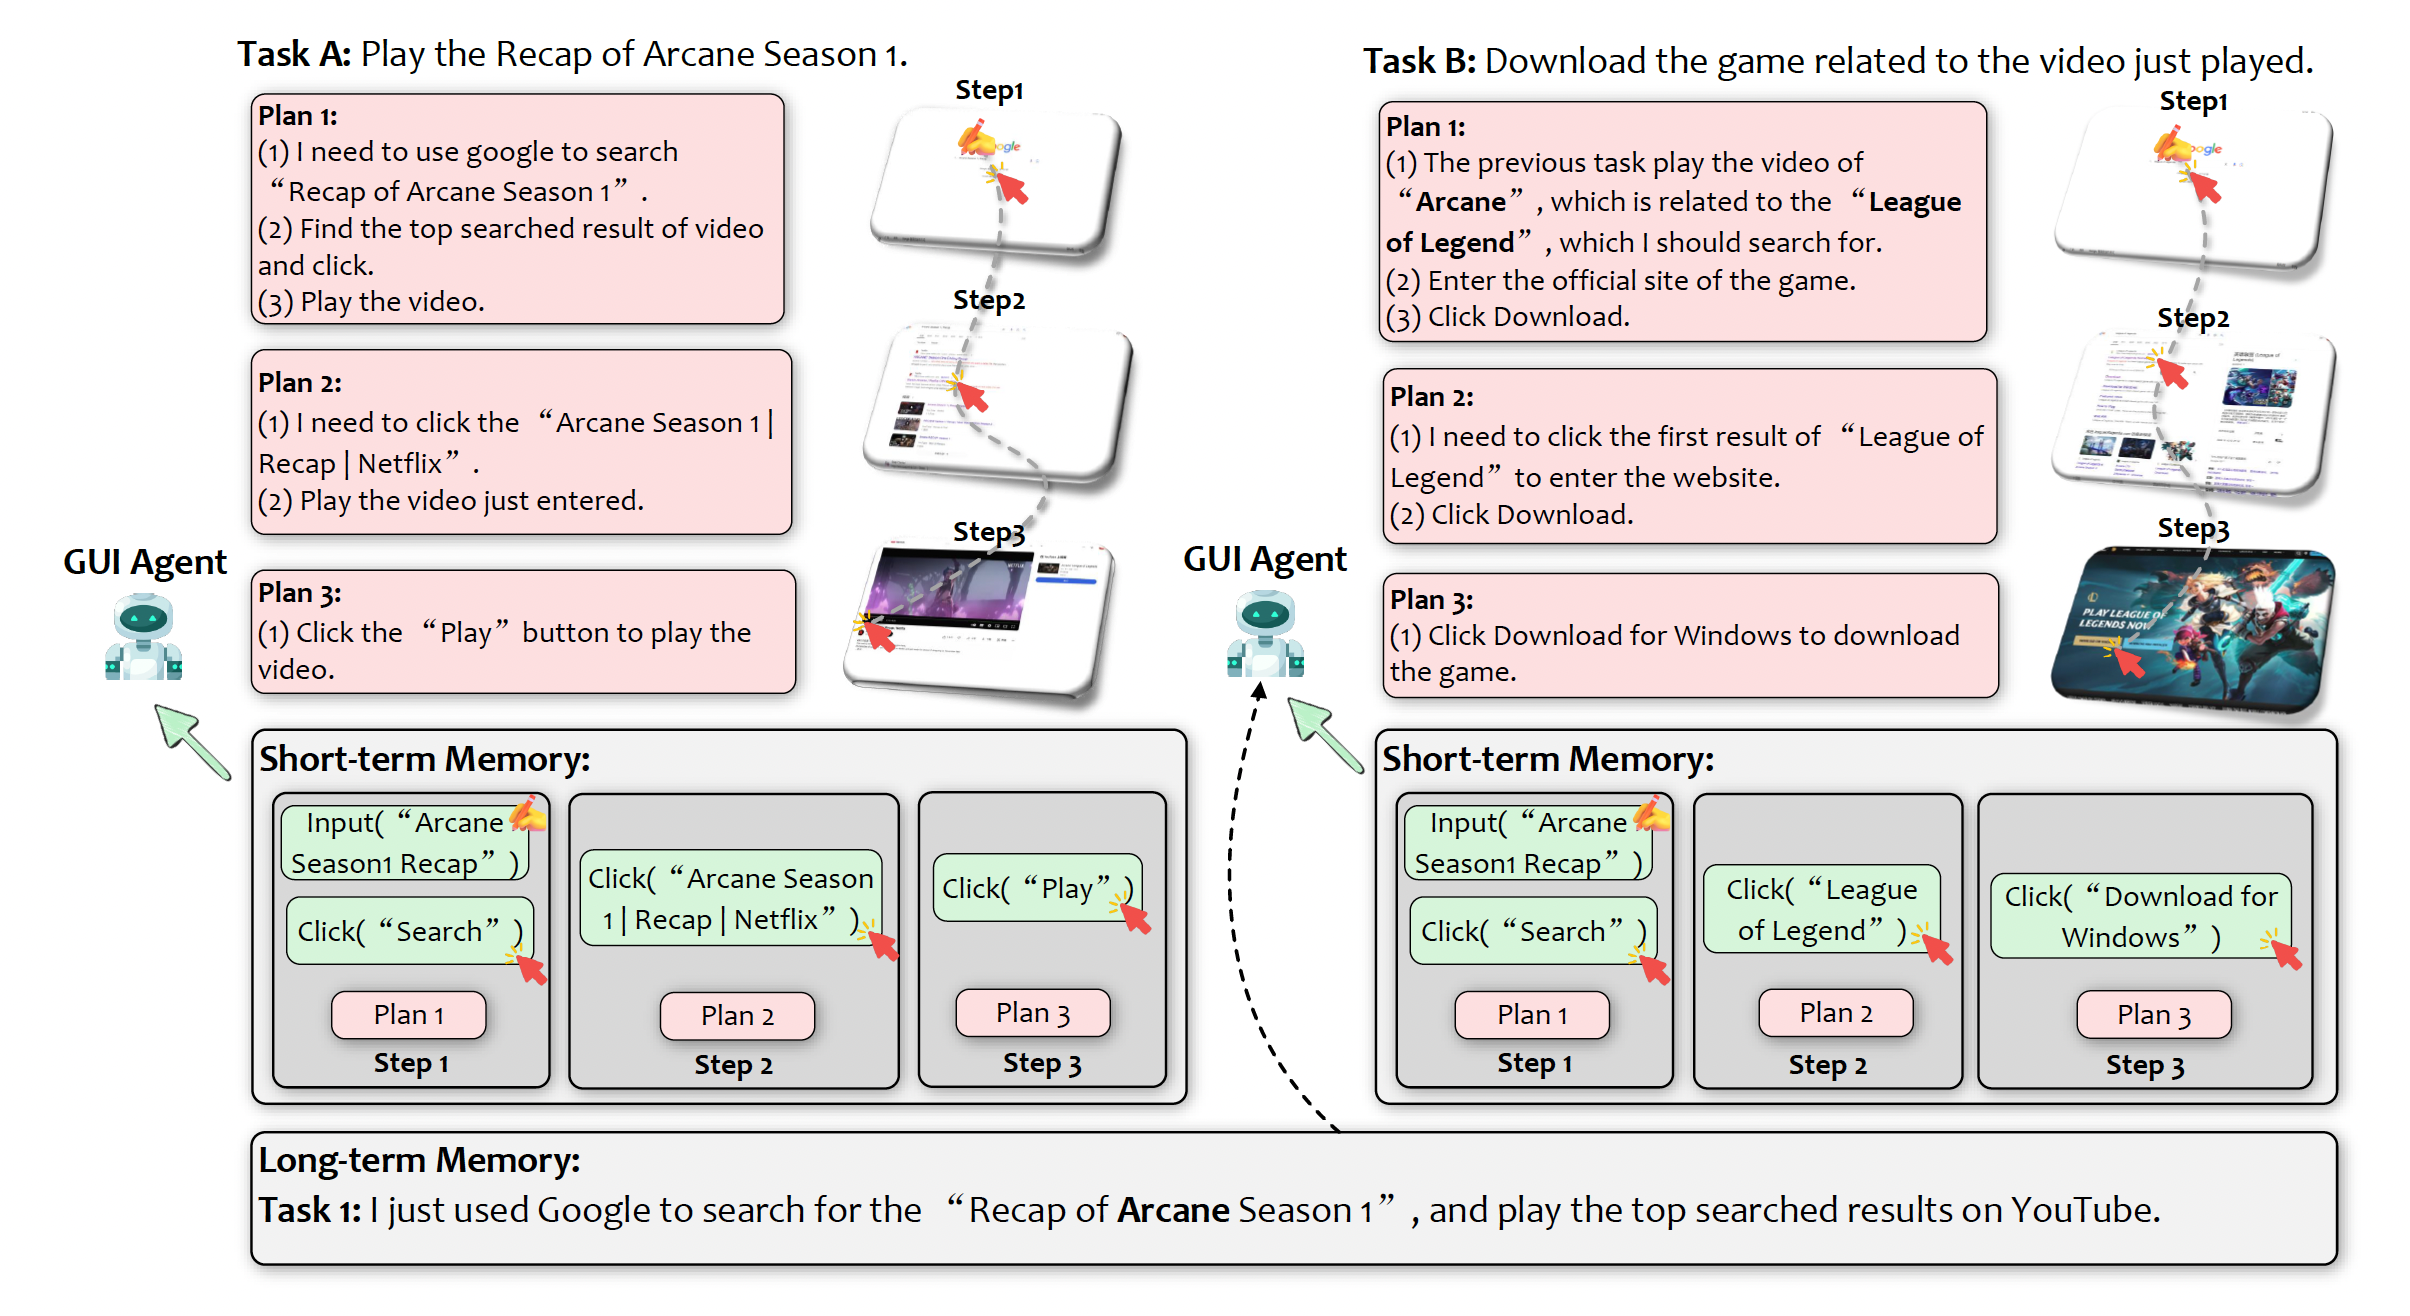 Task A: Play the Recap of Arcane Season 1.
Plan 1:
(1) I need to use google to search
“Recap of Arcane Season 1”.
(2) Find the top searched result of video
and click.
(3) Play the video.
Plan 2:
(1) I need to click the “Arcane Season 1 |
Recap | Netflix”.
(2) Play the video just entered.
Plan 3:
(1) Click the “Play” button to play the
video.
Step1
Step2
Step3
NETFLIX
GUI Agent
Short-term Memory:
Input(“Arcane
Season1 Recap”)
Click(“Search”)
Plan 1
Step 1
Click(“Arcane Season
1 | Recap | Netflix”)
Plan 2
Step 2
Click(“Play”)
Plan 3
Step 3
Task B: Download the game related to the video just played.
Plan 1:
(1) The previous task play the video of
“Arcane”, which is related to the “League
of Legend”, which I should search for.
(2) Enter the official site of the game.
(3) Click Download.
Plan 2:
(1) I need to click the first result of “League of
Legend” to enter the website.
(2) Click Download.
Plan 3:
(1) Click Download for Windows to download
the game.
Step1
Step2
Step3
PLAY LEAGUE OF
LEGENDS NOW
GUI Agent
Short-term Memory:
Input(“Arcane
Season1 Recap”)
Click(“Search”)
Plan 1
Step 1
Click(“League
of Legend”)
Plan 2
Step 2
Click(“Download for
Windows”)
Plan 3
Step 3
Long-term Memory:
Task 1: I just used Google to search for the “Recap of Arcane Season 1”, and play the top searched results on YouTube.